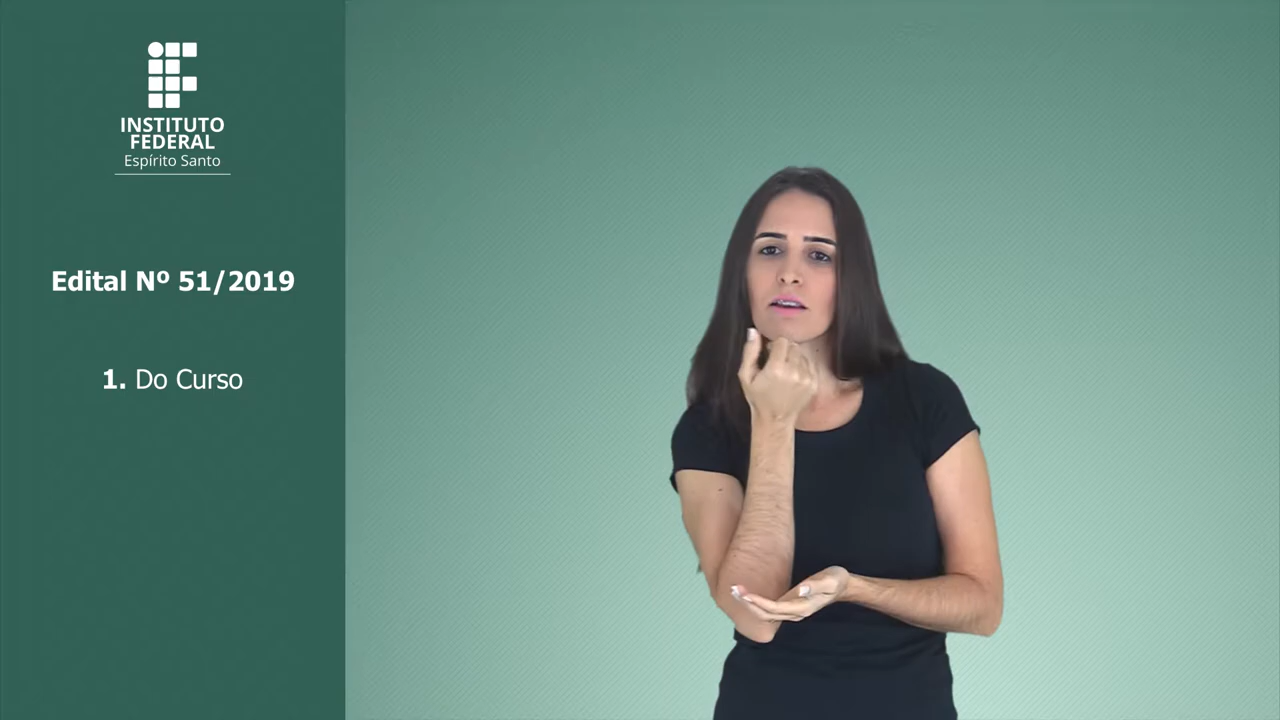 INSTITUTO
FEDERAL
Espírito Santo
Edital Nº 51/2019
1. Do Curso